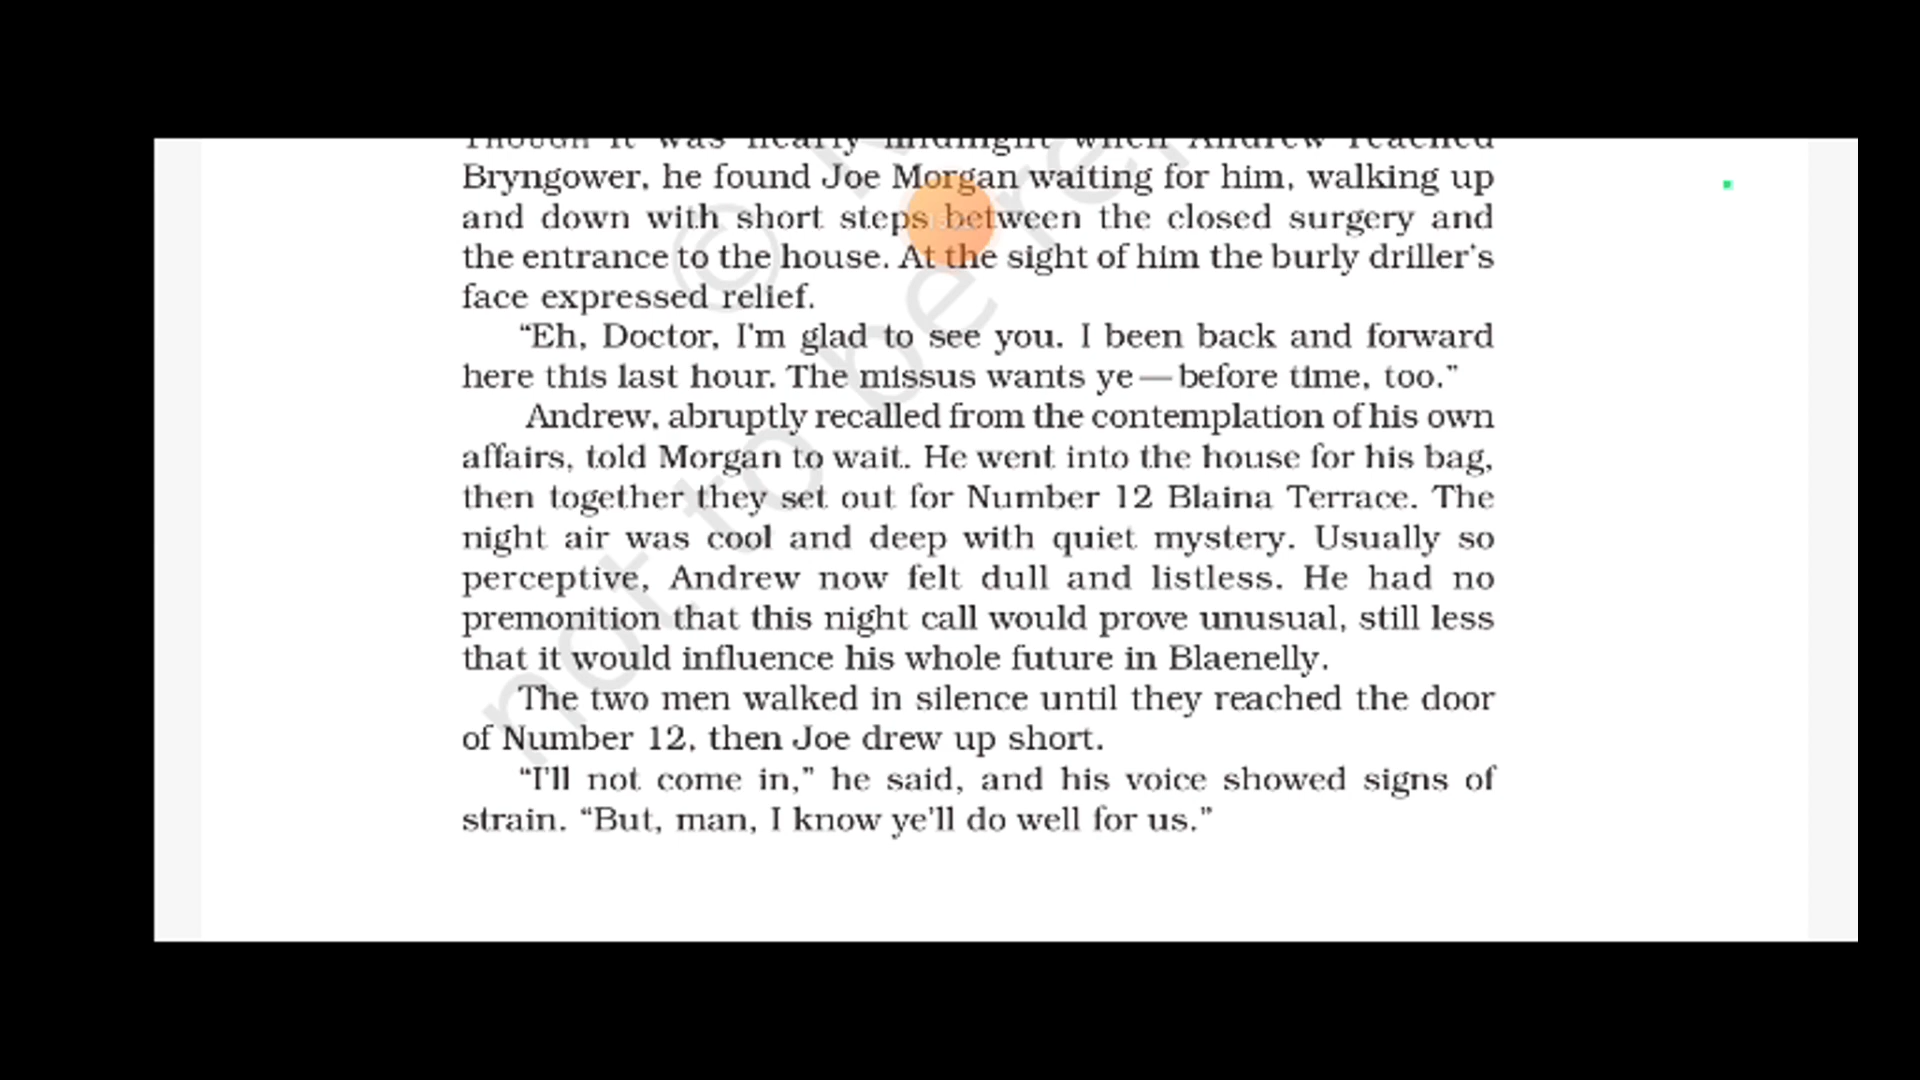 Though it was nearly midnight when Andrew reached
Bryngower, he found Joe Morgan waiting for him, walking up
and down with short steps between the closed surgery and
the entrance to the house. At the sight of him the burly driller's
face expressed relief.
“Eh, Doctor, I'm glad to see you. I been back and forward
here this last hour. The missus wants ye — before time, too.”
Andrew, abruptly recalled from the contemplation of his own
affairs, told Morgan to wait. He went into the house for his bag,
then together they set out for Number 12 Blaina Terrace. The
night air was cool and deep with quiet mystery. Usually so
perceptive, Andrew now felt dull and listless. He had no
premonition that this night call would prove unusual, still less
that it would influence his whole future in Blaenelly.
The two men walked in silence until they reached the door
of Number 12, then Joe drew up short.
“I'll not come in,” he said, and his voice showed signs of
strain. “But, man, I know ye'll do well for us.”
©
not to be re